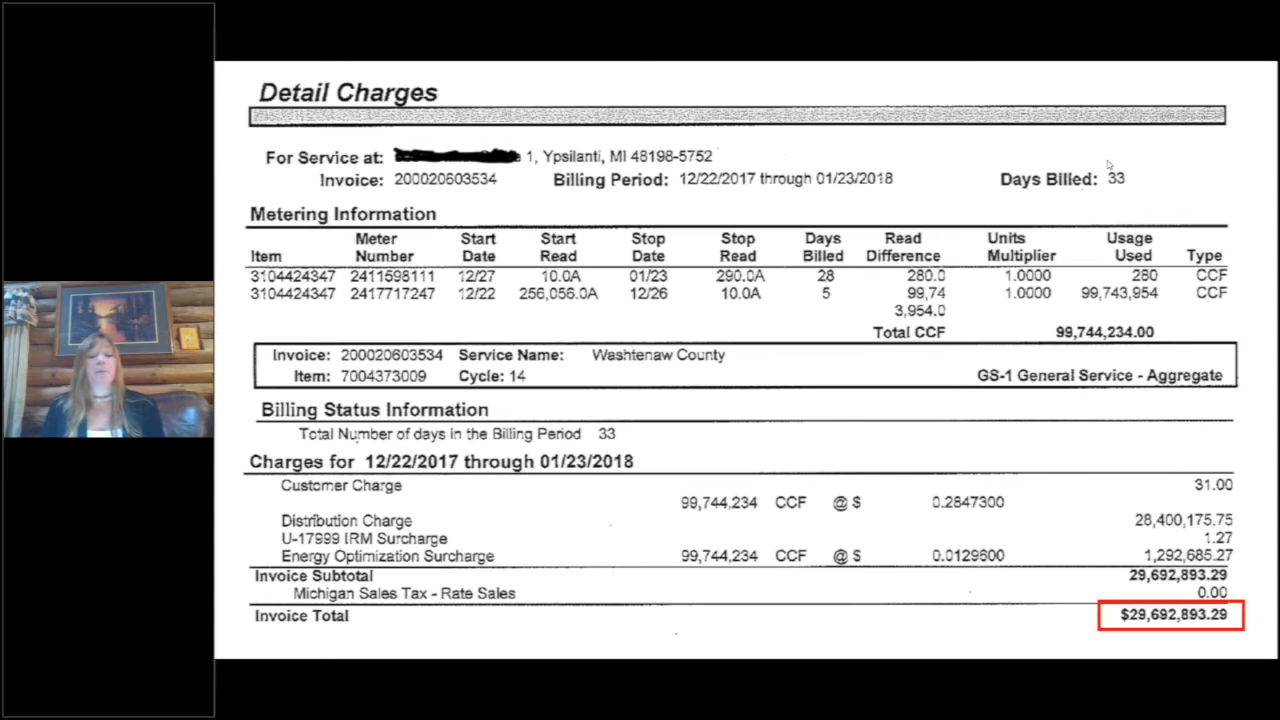 Detail Charges
For Service at: 1, Ypsilanti, MI 48198-5752
Invoice: 200020603534 Billing Period: 12/22/2017 through 01/23/2018 Days Billed: 33
Metering Information
Meter Start Start Stop Stop Days Read Units Usage
Item Number Date Read Date Read Billed Difference Multiplier Used Type
3104424347 2411598111 12/27 10.0A 01/23 290.0A 28 280.0 1.0000 280 CCF
3104424347 2417717247 12/22 256,056.0A 12/26 10.0A 5 99,74 1.0000 99,743,954 CCF
3,954.0
Total CCF 99,744,234.00
Invoice: 200020603534 Service Name: Washtenaw County
Item: 7004373009 Cycle: 14 GS-1 General Service - Aggregate
Billing Status Information
Total Number of days in the Billing Period 33
Charges for 12/22/2017 through 01/23/2018
Customer Charge 31.00
99,744,234 CCF @ $ 0.2847300
Distribution Charge 28,400,175.75
U-17999 IRM Surcharge 1.27
Energy Optimization Surcharge 99,744,234 CCF @ $ 0.0129600 1,292,685.27
Invoice Subtotal 29,692,893.29
Michigan Sales Tax - Rate Sales 0.00
Invoice Total $29,692,893.29